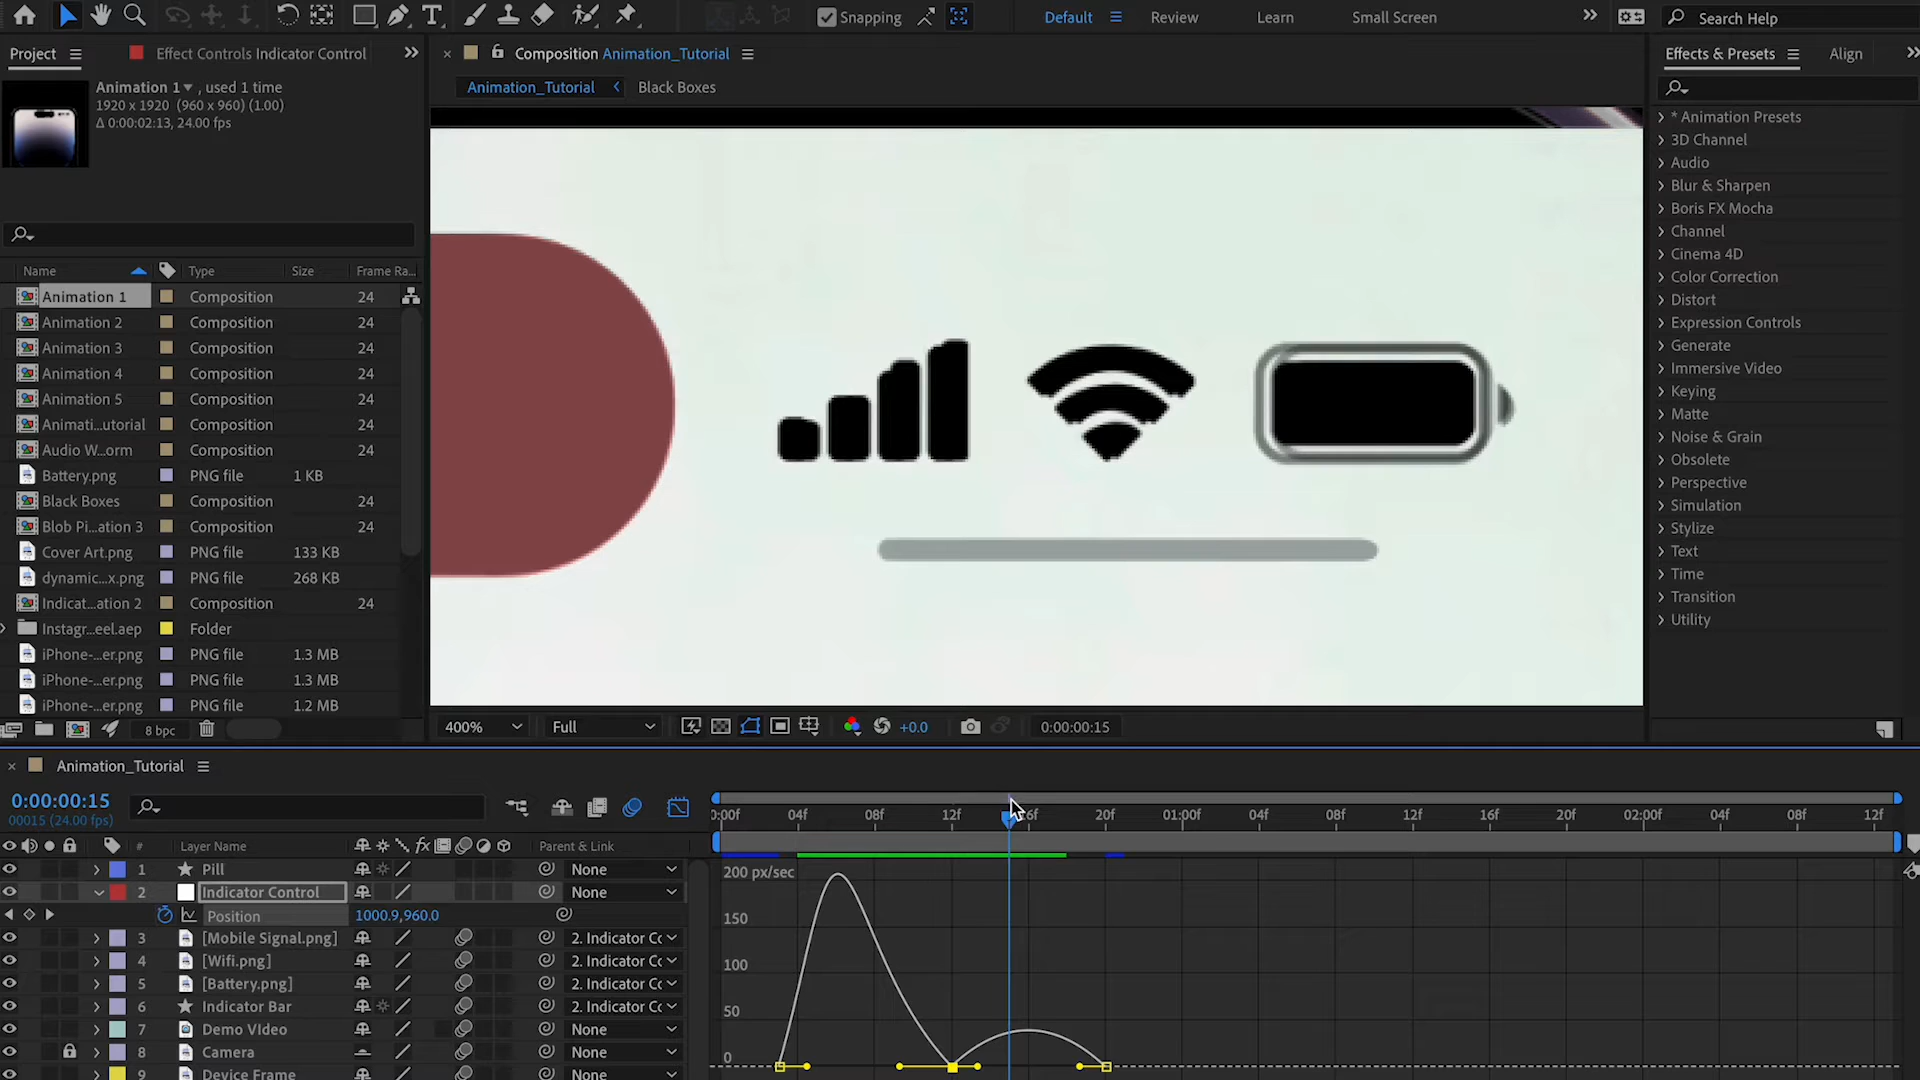 Snapping
Default
Review
Learn
Small Screen
Search Help
Project
Effect Controls Indicator Control
Composition Animation_Tutorial
Effects & Presets
Align
Animation_Tutorial
Black Boxes
Animation 1 , used 1 time
1920 x 1920 (960 x 960) (1.00)
Δ 0:00:02:13, 24.00 fps
Name Type Size Frame Ra...
Animation 1 Composition 24
Animation 2 Composition 24
Animation 3 Composition 24
Animation 4 Composition 24
Animation 5 Composition 24
Animati...utorial Composition 24
Audio W...orm Composition 24
Battery.png PNG file 1 KB
Black Boxes Composition 24
Blob Pi...ation 3 Composition 24
Cover Art.png PNG file 133 KB
dynamic...x.png PNG file 268 KB
Indicat...ation 2 Composition 24
Instagr...eel.aep Folder
iPhone-...er.png PNG file 1.3 MB
iPhone-...er.png PNG file 1.3 MB
iPhone-...er.png PNG file 1.2 MB
8 bpc
400% Full +0.0 0:00:00:15
* Animation Presets
3D Channel
Audio
Blur & Sharpen
Boris FX Mocha
Channel
Cinema 4D
Color Correction
Distort
Expression Controls
Generate
Immersive Video
Keying
Matte
Noise & Grain
Obsolete
Perspective
Simulation
Stylize
Text
Time
Transition
Utility
Animation_Tutorial
0:00:00:15
00015 (24.00 fps)
:00f 04f 08f 12f 16f 20f 01:00f 04f 08f 12f 16f 20f 02:00f 04f 08f 12f
# Layer Name fx Parent & Link
1 Pill None
2 Indicator Control None
Position 1000.9,960.0
3 [Mobile Signal.png] 2. Indicator Cc
4 [Wifi.png] 2. Indicator Cc
5 [Battery.png] 2. Indicator Cc
6 Indicator Bar 2. Indicator Cc
7 Demo VIdeo None
8 Camera None
9 Device Frame None
200 px/sec
150
100
50
0